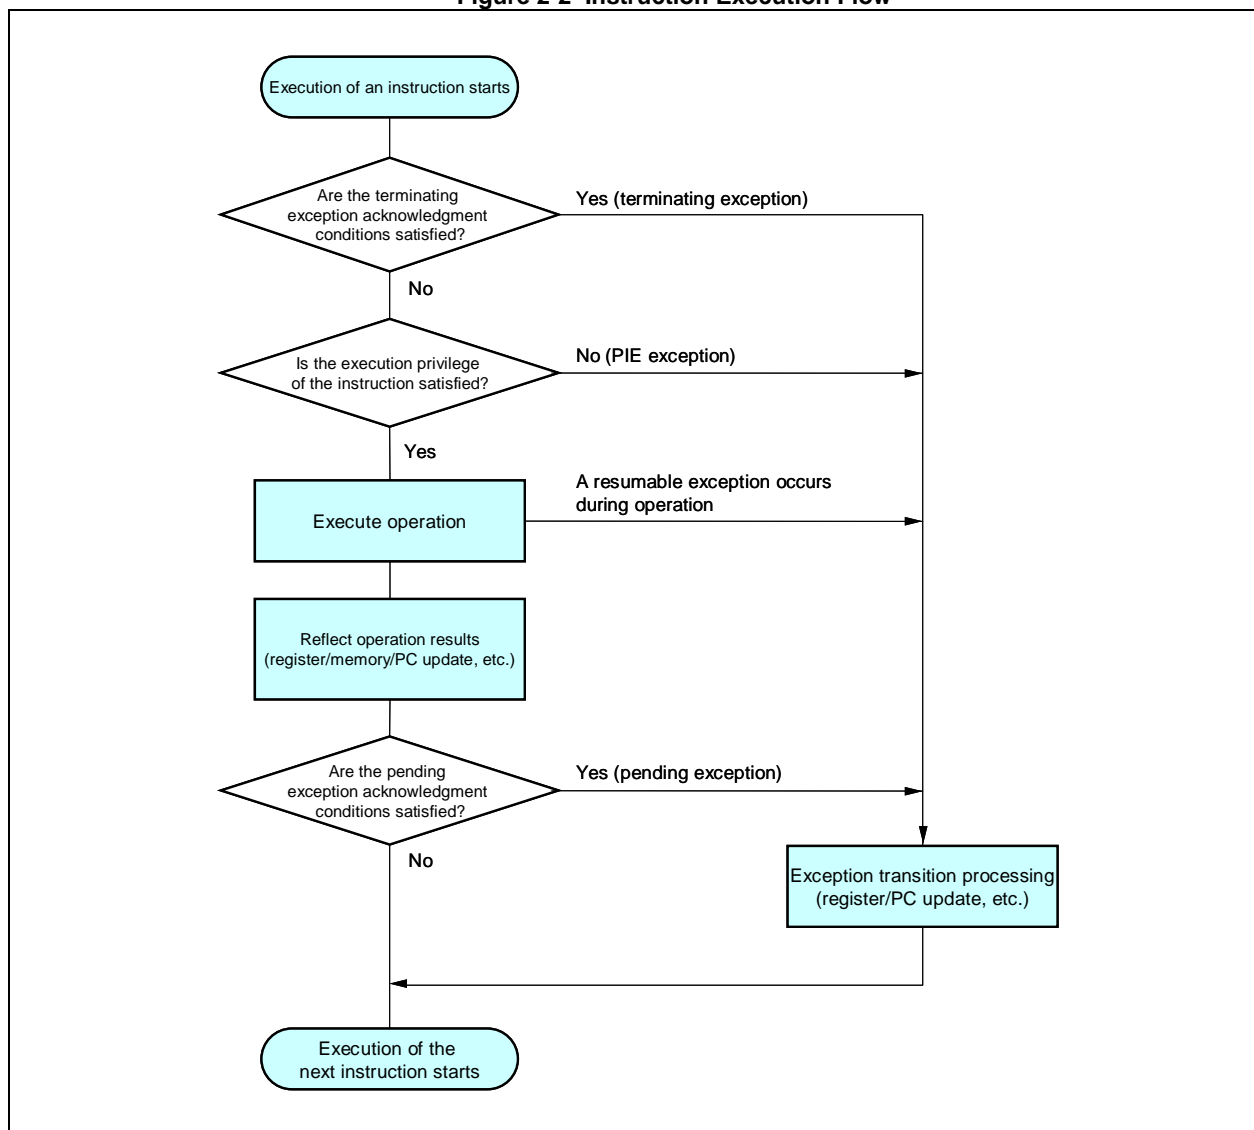 Figure 2-2 Instruction Execution Flow
Execution of an instruction starts
Are the terminating
exception acknowledgment
conditions satisfied?
Yes (terminating exception)
No
Is the execution privilege
of the instruction satisfied?
No (PIE exception)
Yes
A resumable exception occurs
during operation
Execute operation
Reflect operation results
(register/memory/PC update, etc.)
Are the pending
exception acknowledgment
conditions satisfied?
Yes (pending exception)
No
Exception transition processing
(register/PC update, etc.)
Execution of the
next instruction starts